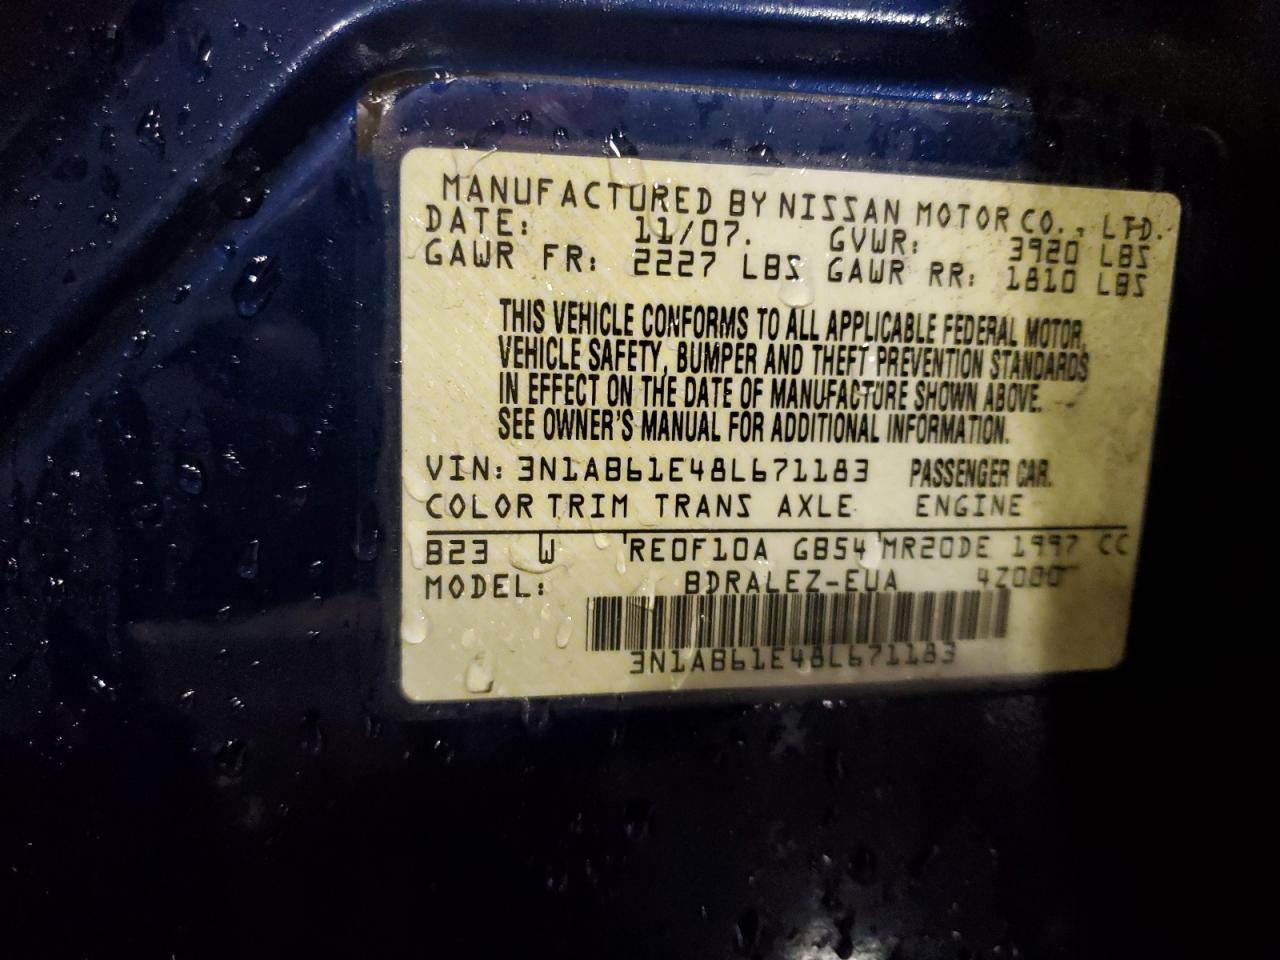 MANUFACTURED BY NISSAN MOTOR CO., LTD.
DATE: 11/07. GVWR: 3920 LBS
GAWR FR: 2227 LBS GAWR RR: 1810 LBS
THIS VEHICLE CONFORMS TO ALL APPLICABLE FEDERAL MOTOR
VEHICLE SAFETY, BUMPER AND THEFT PREVENTION STANDARDS
IN EFFECT ON THE DATE OF MANUFACTURE SHOWN ABOVE.
SEE OWNER'S MANUAL FOR ADDITIONAL INFORMATION.
VIN: 3N1AB61E48L671183 PASSENGER CAR.
COLOR TRIM TRANS AXLE ENGINE
B23 W RE0F10A GB54 MR20DE 1997 CC
MODEL: BDRALEZ-EUA 4Z000
3N1AB61E48L671183